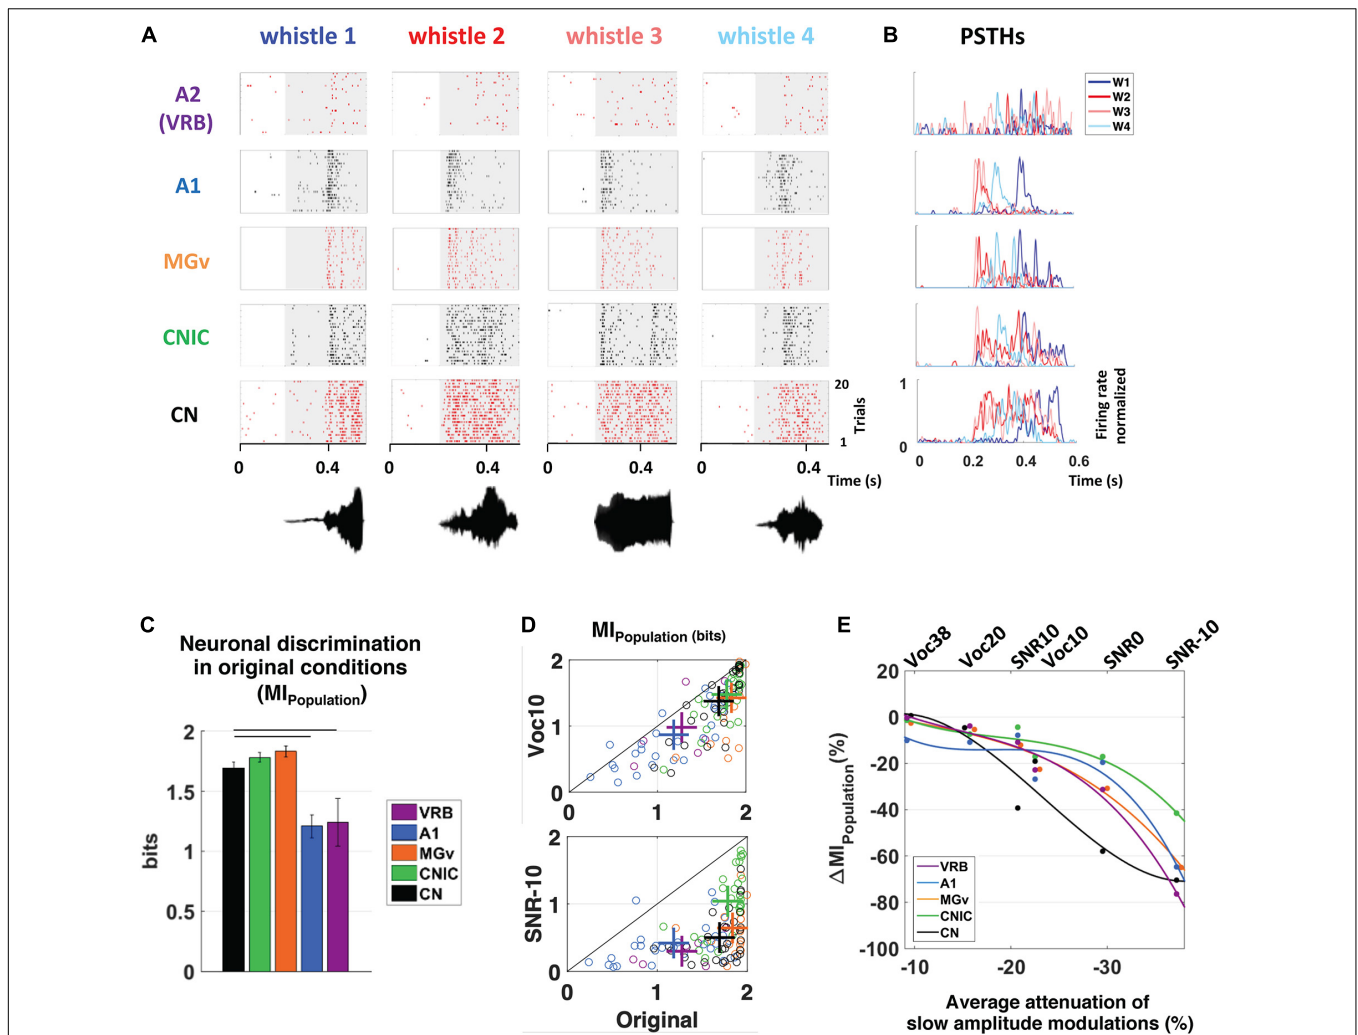 A whistle 1 whistle 2 whistle 3 whistle 4 B PSTHs
A2
(VRB)
W1
W2
W3
W4
A1
MGv
CNIC
CN
20
Trials
1
0 0.4 0 0.4 0 0.4 0 0.4
Time (s)
1
0
Firing rate
normalized
0 0.2 0.4 0.6
Time (s)
C
Neuronal discrimination
in original conditions
(MIPopulation)
2
1.5
1
0.5
0
bits
VRB
A1
MGv
CNIC
CN
D
MIPopulation (bits)
2
1
0
Voc10
0 1 2
2
1
0
SNR-10
0 1 2
Original
E
Voc38 Voc20 SNR10 Voc10 SNR0 SNR-10
20
0
-20
-40
-60
-80
-100
ΔMIPopulation(%)
VRB
A1
MGv
CNIC
CN
-10 -20 -30
Average attenuation of
slow amplitude modulations (%)